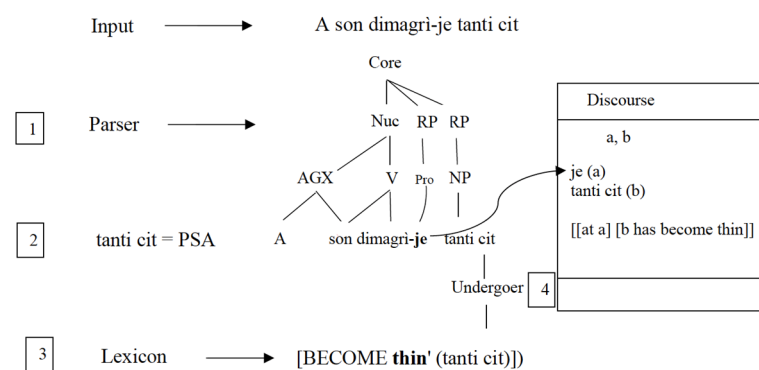 Input A son dimagrì-je tanti cit
Core
Discourse
1 Parser Nuc RP RP
a, b
AGX V Pro NP
je (a)
tanti cit (b)
2 tanti cit = PSA A son dimagrì-je tanti cit
[[at a] [b has become thin]]
Undergoer 4
3 Lexicon [BECOME thin' (tanti cit)])